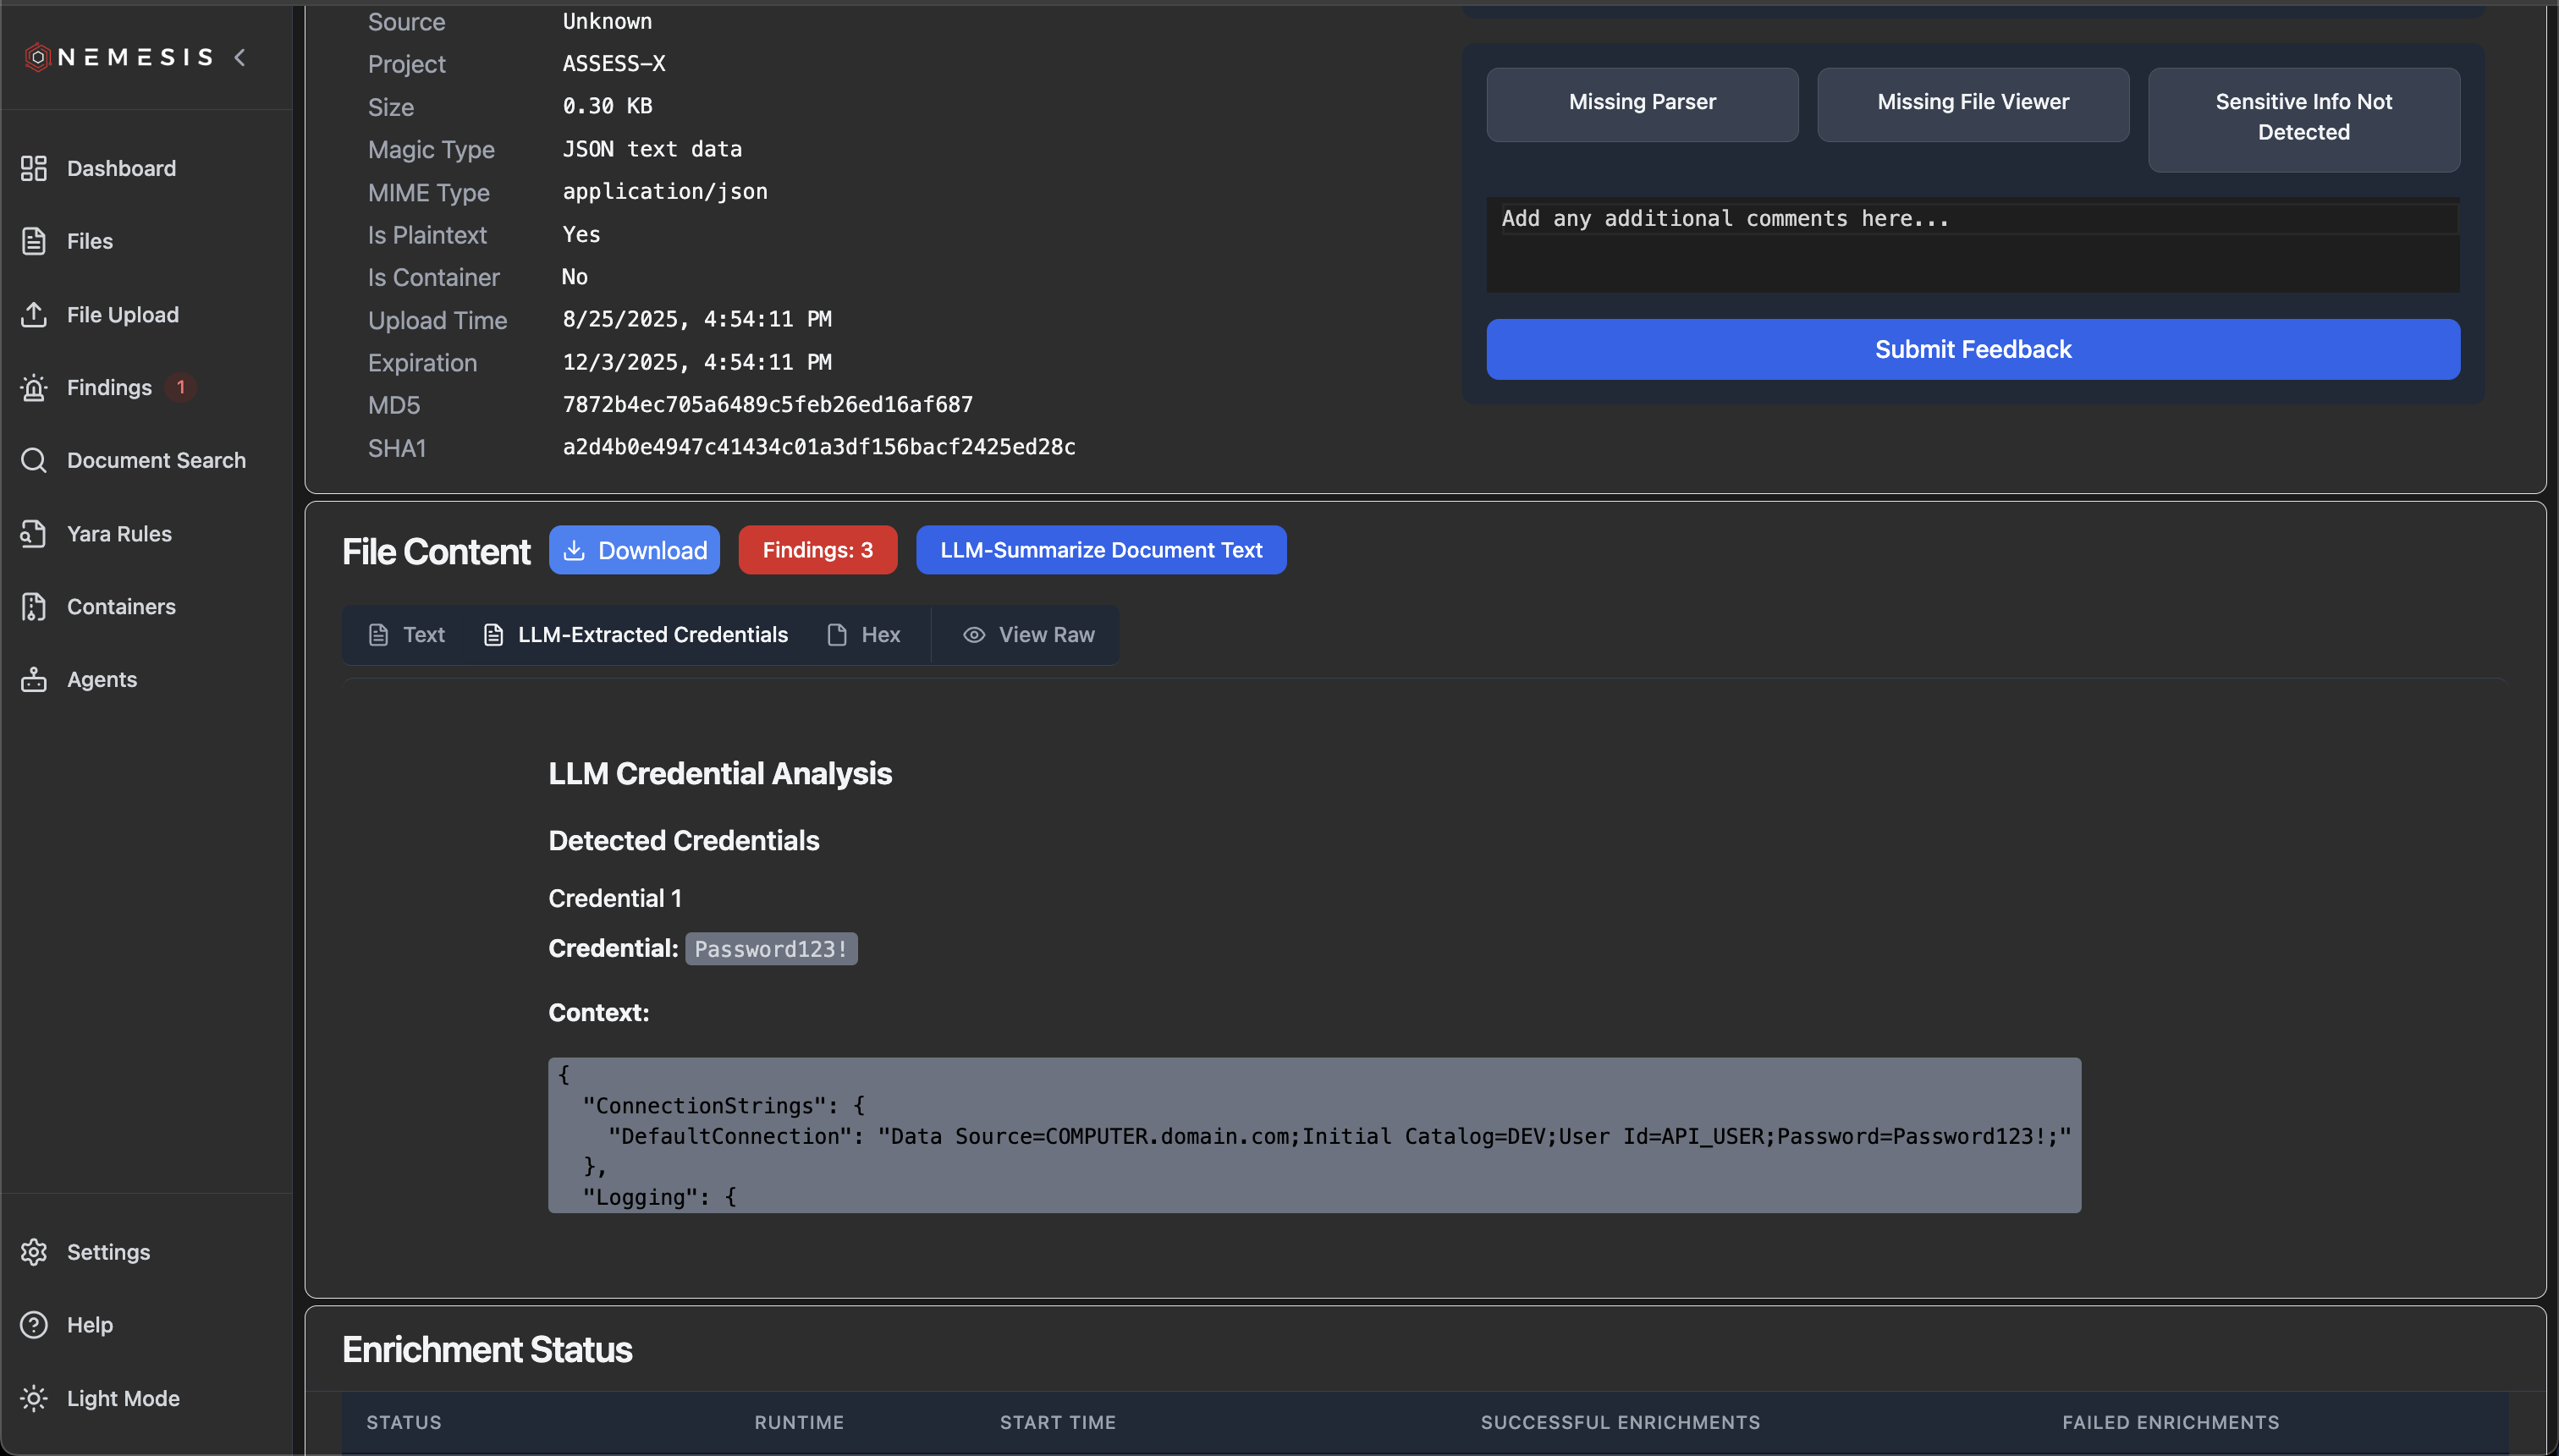 NEMESIS
Dashboard
Files
File Upload
Findings 1
Document Search
Yara Rules
Containers
Agents
Settings
Help
Light Mode
Source Unknown
Project ASSESS-X
Size 0.30 KB
Magic Type JSON text data
MIME Type application/json
Is Plaintext Yes
Is Container No
Upload Time 8/25/2025, 4:54:11 PM
Expiration 12/3/2025, 4:54:11 PM
MD5 7872b4ec705a6489c5feb26ed16af687
SHA1 a2d4b0e4947c41434c01a3df156bacf2425ed28c
Missing Parser
Missing File Viewer
Sensitive Info Not
Detected
Add any additional comments here...
Submit Feedback
File Content Download Findings: 3 LLM-Summarize Document Text
Text LLM-Extracted Credentials Hex View Raw
LLM Credential Analysis
Detected Credentials
Credential 1
Credential: Password123!
Context:
{
"ConnectionStrings": {
"DefaultConnection": "Data Source=COMPUTER.domain.com;Initial Catalog=DEV;User Id=API_USER;Password=Password123!;"
},
"Logging": {
Enrichment Status
STATUS RUNTIME START TIME SUCCESSFUL ENRICHMENTS FAILED ENRICHMENTS